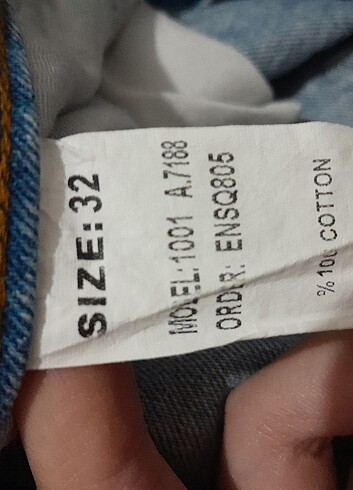 SIZE: 32
MODEL: 1001 A.7188
ORDER: ENSQ805
% 100 COTTON